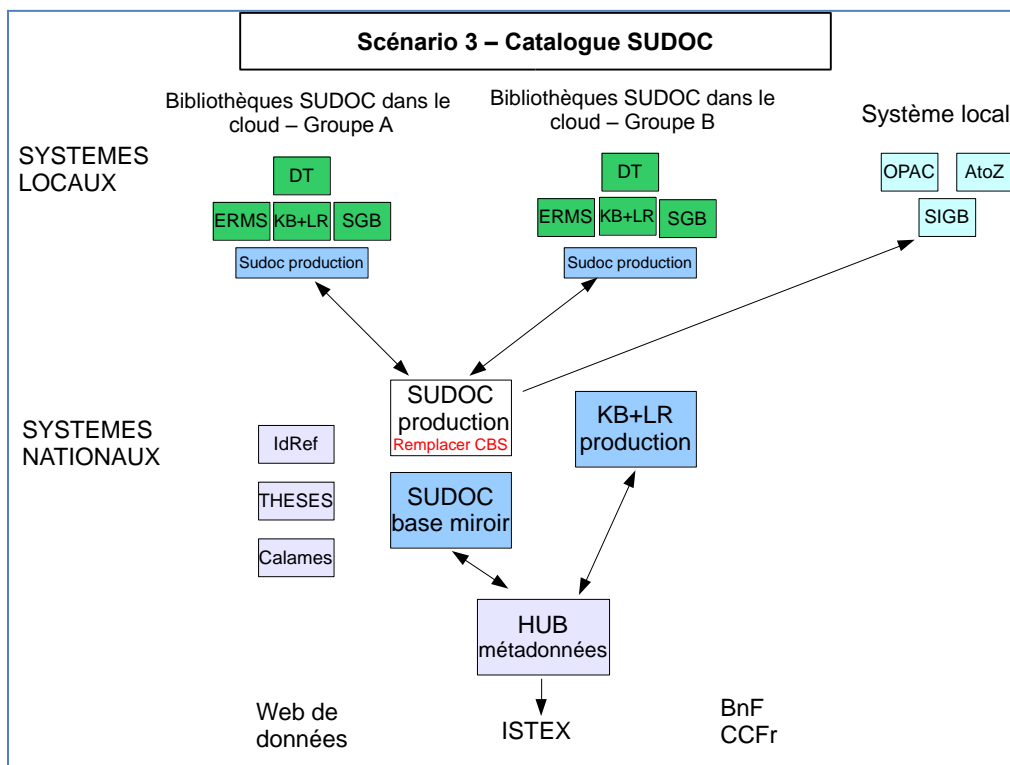 Scénario 3 – Catalogue SUDOC
Bibliothèques SUDOC dans le
cloud – Groupe A
Bibliothèques SUDOC dans le
cloud – Groupe B
Système local
SYSTEMES
LOCAUX
DT
ERMS
KB+LR
SGB
Sudoc production
DT
ERMS
KB+LR
SGB
Sudoc production
OPAC
AtoZ
SIGB
SYSTEMES
NATIONAUX
IdRef
THESES
Calames
SUDOC
production
Remplacer CBS
KB+LR
production
SUDOC
base miroir
HUB
métadonnées
Web de
données
ISTEX
BnF
CCFr